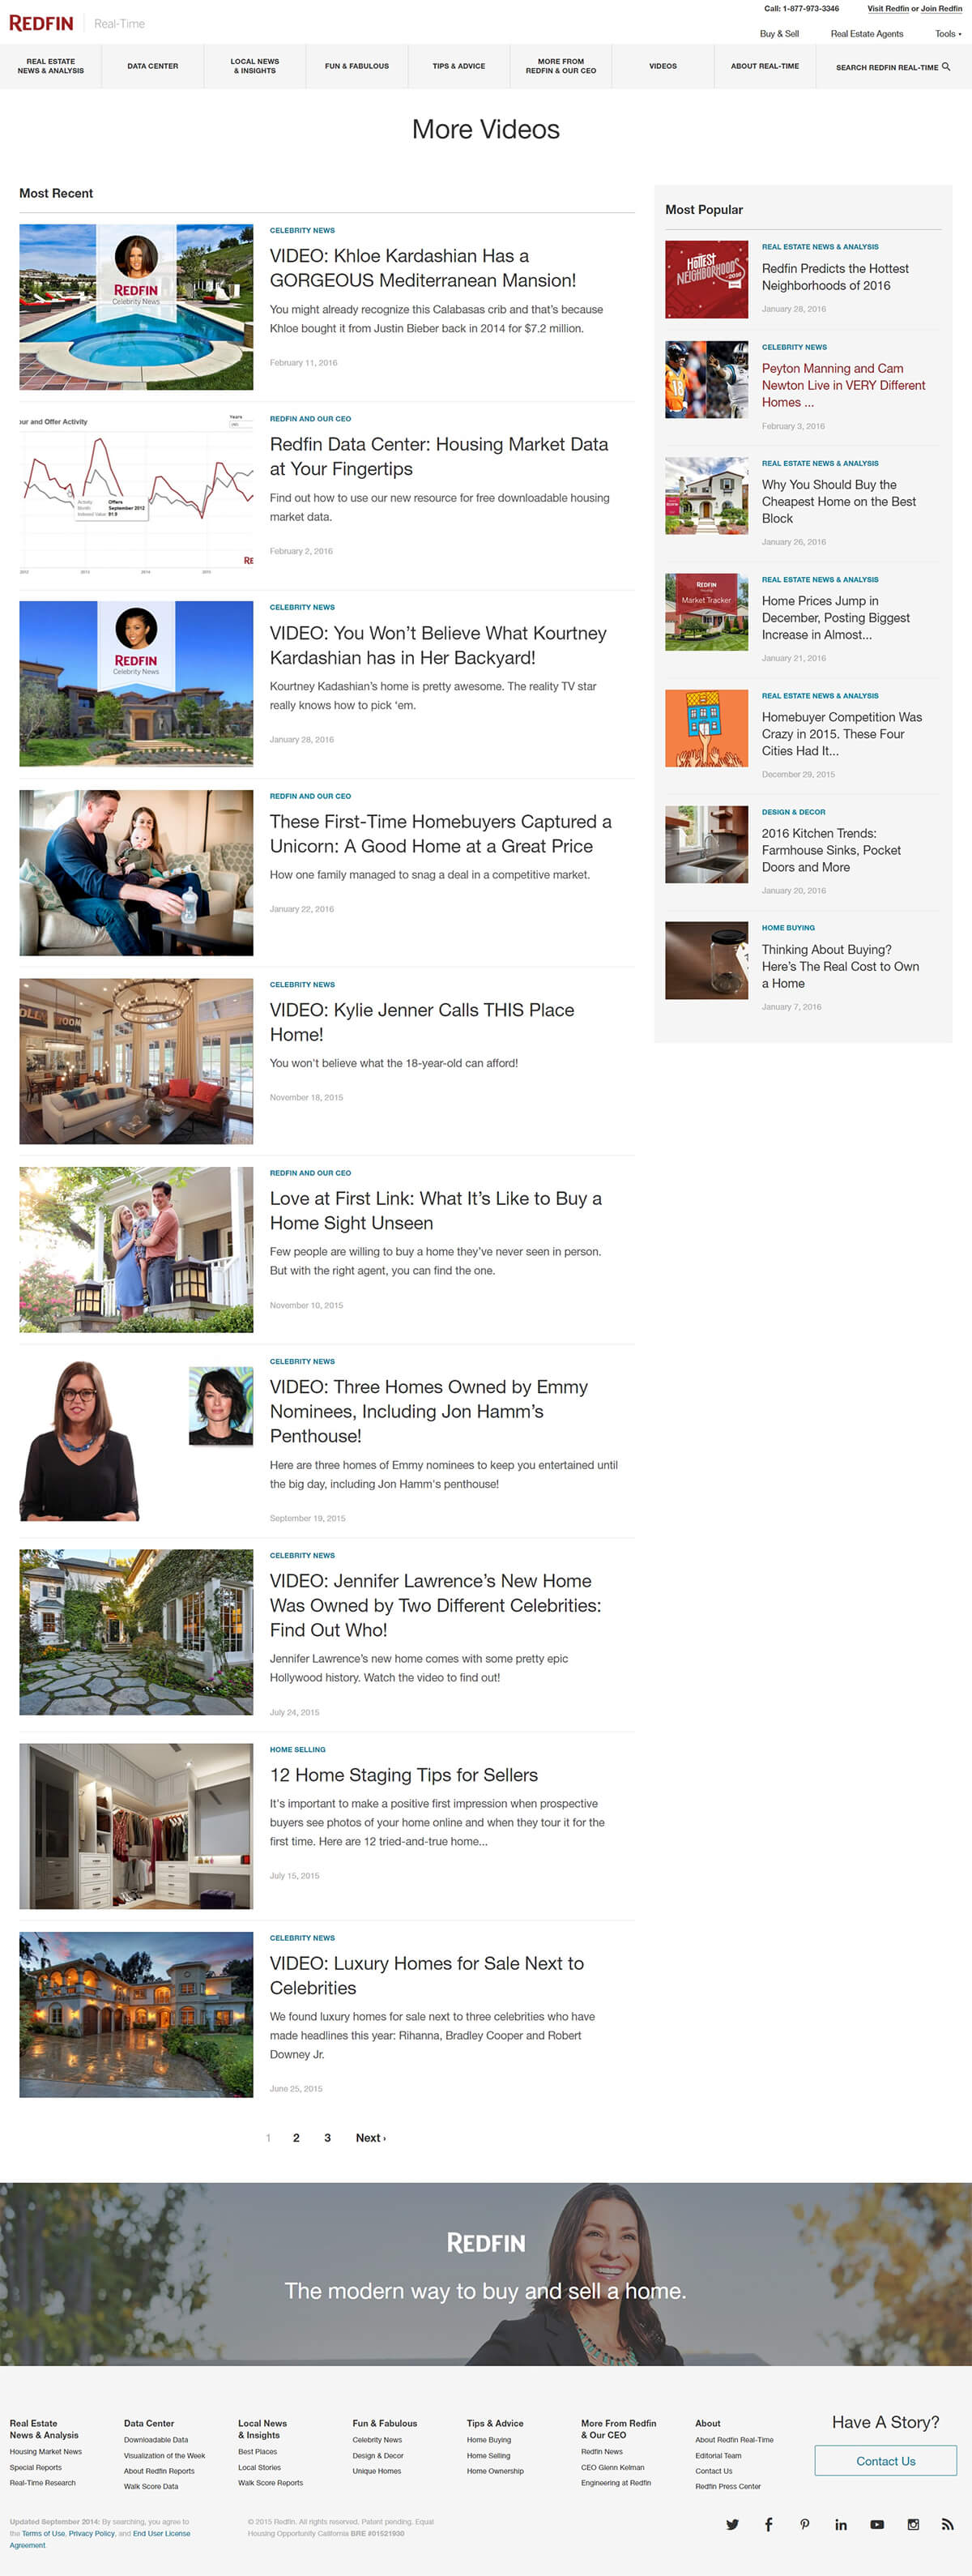 Call: 1-877-973-3346 Visit Redfin or Join Redfin
REDFIN Real-Time
Buy & Sell Real Estate Agents Tools
REAL ESTATE
NEWS & ANALYSIS
DATA CENTER
LOCAL NEWS
& INSIGHTS
FUN & FABULOUS
TIPS & ADVICE
MORE FROM
REDFIN & OUR CEO
VIDEOS
ABOUT REAL-TIME
SEARCH REDFIN REAL-TIME
More Videos
Most Recent
REDFIN
Celebrity News
CELEBRITY NEWS
VIDEO: Khloe Kardashian Has a
GORGEOUS Mediterranean Mansion!
You might already recognize this Calabasas crib and that's because
Khloe bought it from Justin Bieber back in 2014 for $7.2 million.
February 11, 2016
our and Offer Activity
Years
Activity Offers
Month September 2012
Interest Value 91.9
2012 2013 2014 2015
RE
REDFIN AND OUR CEO
Redfin Data Center: Housing Market Data
at Your Fingertips
Find out how to use our new resource for free downloadable housing
market data.
February 2, 2016
REDFIN
Celebrity News
CELEBRITY NEWS
VIDEO: You Won't Believe What Kourtney
Kardashian has in Her Backyard!
Kourtney Kadashian's home is pretty awesome. The reality TV star
really knows how to pick 'em.
January 28, 2016
REDFIN AND OUR CEO
These First-Time Homebuyers Captured a
Unicorn: A Good Home at a Great Price
How one family managed to snag a deal in a competitive market.
January 22, 2016
CELEBRITY NEWS
VIDEO: Kylie Jenner Calls THIS Place
Home!
You won't believe what the 18-year-old can afford!
November 18, 2015
REDFIN AND OUR CEO
Love at First Link: What It's Like to Buy a
Home Sight Unseen
Few people are willing to buy a home they've never seen in person.
But with the right agent, you can find the one.
November 10, 2015
CELEBRITY NEWS
VIDEO: Three Homes Owned by Emmy
Nominees, Including Jon Hamm's
Penthouse!
Here are three homes of Emmy nominees to keep you entertained until
the big day, including Jon Hamm's penthouse!
September 19, 2015
CELEBRITY NEWS
VIDEO: Jennifer Lawrence's New Home
Was Owned by Two Different Celebrities:
Find Out Who!
Jennifer Lawrence's new home comes with some pretty epic
Hollywood history. Watch the video to find out!
July 24, 2015
HOME SELLING
12 Home Staging Tips for Sellers
It's important to make a positive first impression when prospective
buyers see photos of your home online and when they tour it for the
first time. Here are 12 tried-and-true home...
July 15, 2015
CELEBRITY NEWS
VIDEO: Luxury Homes for Sale Next to
Celebrities
We found luxury homes for sale next to three celebrities who have
made headlines this year: Rihanna, Bradley Cooper and Robert
Downey Jr.
June 25, 2015
1 2 3 Next ›
Most Popular
HOTTEST
NEIGHBORHOODS
2016
REAL ESTATE NEWS & ANALYSIS
Redfin Predicts the Hottest
Neighborhoods of 2016
January 28, 2016
18
CELEBRITY NEWS
Peyton Manning and Cam
Newton Live in VERY Different
Homes ...
February 3, 2016
REAL ESTATE NEWS & ANALYSIS
Why You Should Buy the
Cheapest Home on the Best
Block
January 26, 2016
REDFIN
Market Tracker
REAL ESTATE NEWS & ANALYSIS
Home Prices Jump in
December, Posting Biggest
Increase in Almost...
January 21, 2016
REAL ESTATE NEWS & ANALYSIS
Homebuyer Competition Was
Crazy in 2015. These Four
Cities Had It...
December 29, 2015
DESIGN & DECOR
2016 Kitchen Trends:
Farmhouse Sinks, Pocket
Doors and More
January 20, 2016
HOME BUYING
Thinking About Buying?
Here's The Real Cost to Own
a Home
January 7, 2016
REDFIN
The modern way to buy and sell a home.
Real Estate
News & Analysis
Housing Market News
Special Reports
Real-Time Research
Data Center
Downloadable Data
Visualization of the Week
About Redfin Reports
Walk Score Data
Local News
& Insights
Best Places
Local Stories
Walk Score Reports
Fun & Fabulous
Celebrity News
Design & Decor
Unique Homes
Tips & Advice
Home Buying
Home Selling
Home Ownership
More From Redfin
& Our CEO
Redfin News
CEO Glenn Kelman
Engineering at Redfin
About
About Redfin Real-Time
Editorial Team
Contact Us
Redfin Press Center
Have A Story?
Contact Us
Updated September 2014: By searching, you agree to
the Terms of Use, Privacy Policy, and End User License
Agreement.
© 2015 Redfin. All rights reserved. Patent pending. Equal
Housing Opportunity California BRE #01521930